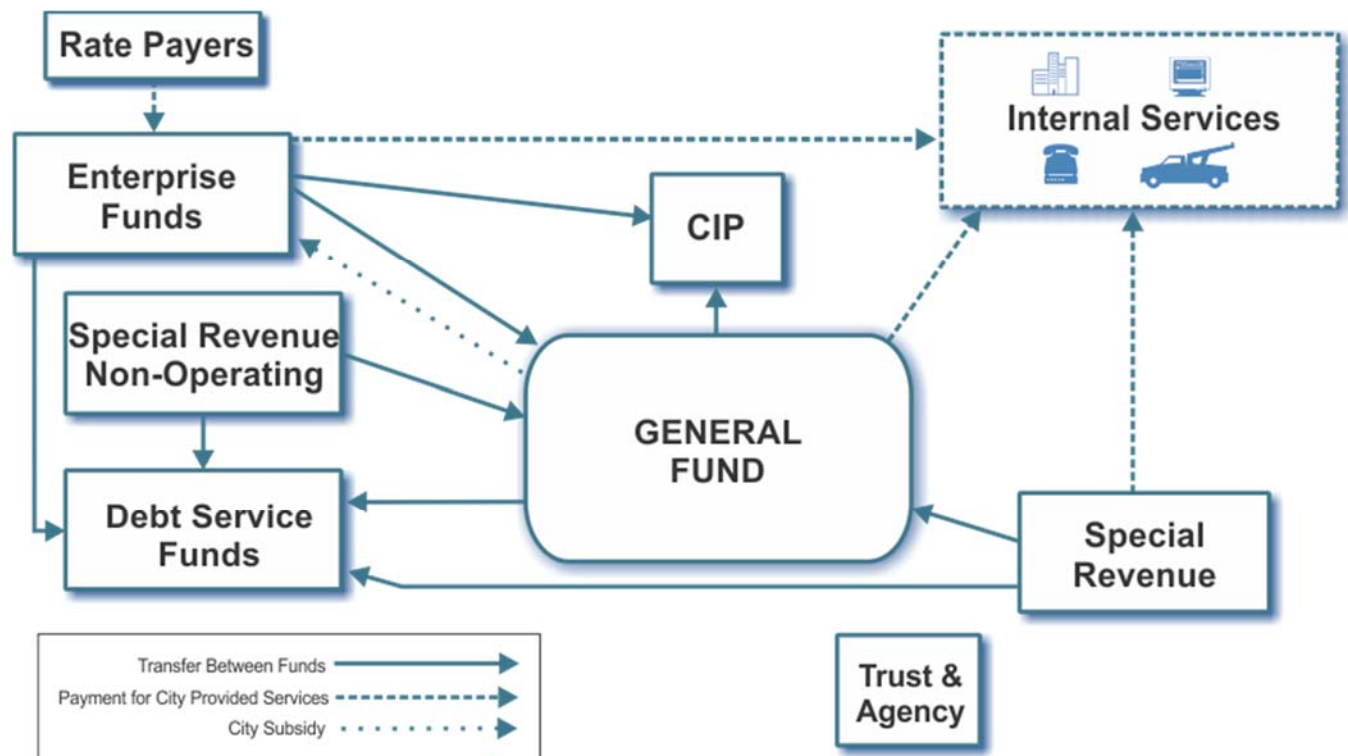 Rate Payers
Enterprise
Funds
Internal Services
CIP
Special Revenue
Non-Operating
GENERAL
FUND
Debt Service
Funds
Special
Revenue
Transfer Between Funds
Payment for City Provided Services
City Subsidy
Trust &
Agency